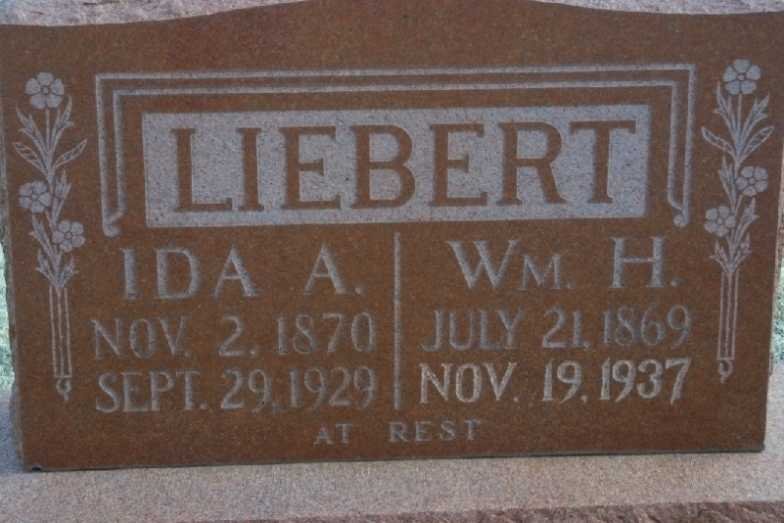 LIEBERT
IDA A.
NOV. 2, 1870
SEPT. 29, 1929
WM. H.
JULY 21, 1869
NOV. 19, 1937
AT REST